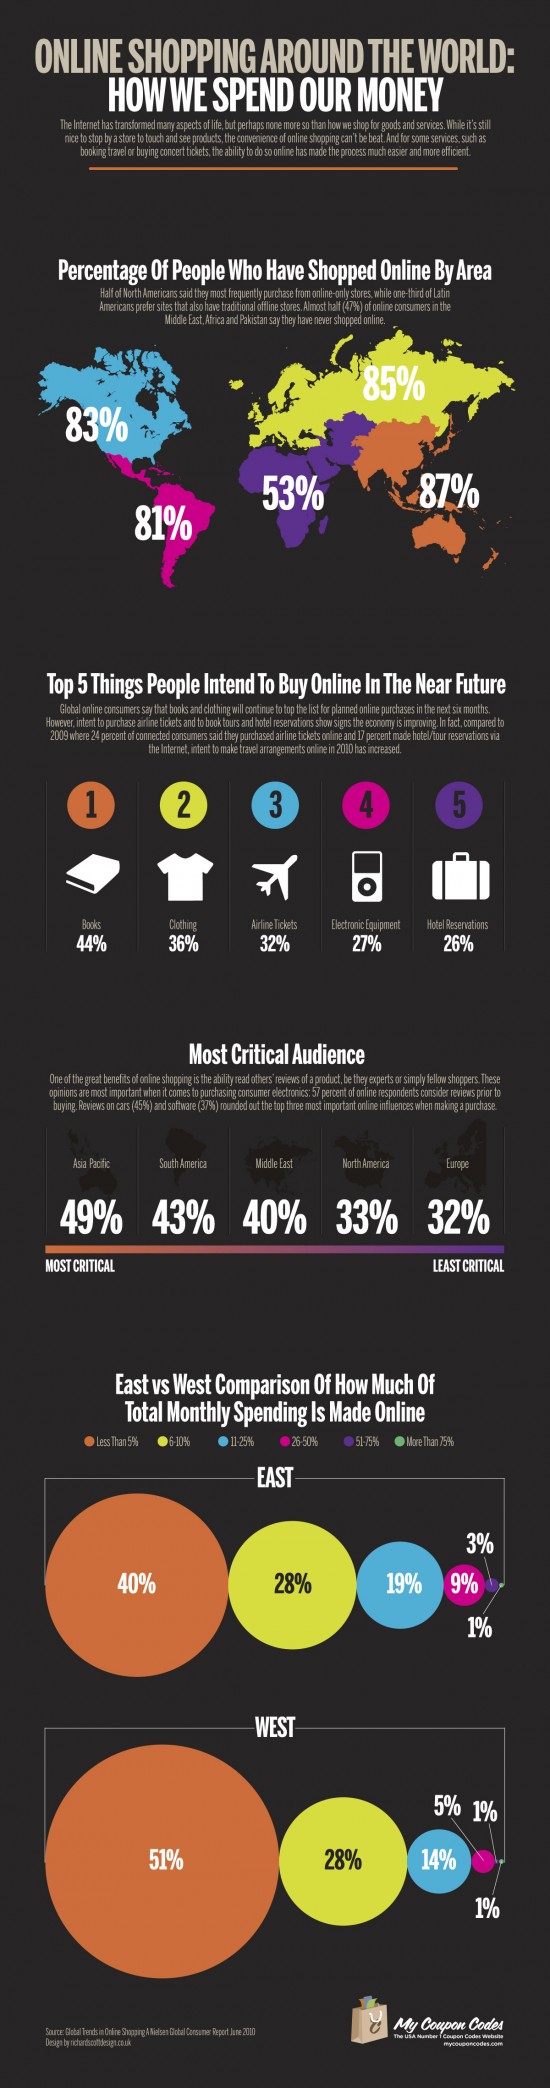 ONLINE SHOPPING AROUND THE WORLD:
HOW WE SPEND OUR MONEY
The Internet has transformed many aspects of life, but perhaps none more so than how we shop for goods and services. While it's still
nice to stop by a store to touch and see products, the convenience of online shopping can't be beat. And for some services, such as
booking travel or buying concert tickets, the ability to do so online has made the process much easier and more efficient.
Percentage Of People Who Have Shopped Online By Area
Half of North Americans said they most frequently purchase from online-only stores, while one-third of Latin
Americans prefer sites that also have traditional offline stores. Almost half (47%) of online consumers in the
Middle East, Africa and Pakistan say they have never shopped online.
85%
83%
53%
87%
81%
Top 5 Things People Intend To Buy Online In The Near Future
Global online consumers say that books and clothing will continue to top the list for planned online purchases in the next six months.
However, intent to purchase airline tickets and to book tours and hotel reservations show signs the economy is improving. In fact, compared to
2009 where 24 percent of connected consumers said they purchased airline tickets online and 17 percent made hotel/tour reservations via
the Internet, intent to make travel arrangements online in 2010 has increased.
1 2 3 4 5
Books Clothing Airline Tickets Electronic Equipment Hotel Reservations
44% 36% 32% 27% 26%
Most Critical Audience
One of the great benefits of online shopping is the ability read others' reviews of a product, be they experts or simply fellow shoppers. These
opinions are most important when it comes to purchasing consumer electronics: 57 percent of online respondents consider reviews prior to
buying. Reviews on cars (45%) and software (37%) rounded out the top three most important online influences when making a purchase.
Asia Pacific South America Middle East North America Europe
49% 43% 40% 33% 32%
MOST CRITICAL LEAST CRITICAL
East vs West Comparison Of How Much Of
Total Monthly Spending Is Made Online
Less Than 5% 6-10% 11-25% 26-50% 51-75% More Than 75%
EAST
3%
40% 28% 19% 9%
1%
WEST
5% 1%
51% 28% 14%
1%
Source: Global Trends in Online Shopping A Nielsen Global Consumer Report June 2010
Design by richardscottdesign.co.uk
My Coupon Codes
The USA Number 1 Coupon Codes Website
mycouponcodes.com